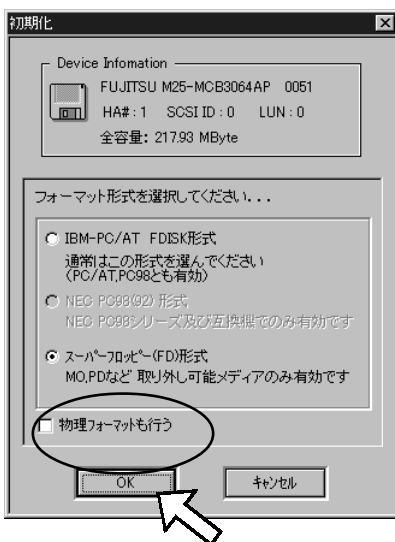 初期化
Device Infomation
FUJITSU M25-MCB3064AP 0051
HA#:1 SCSI ID:0 LUN:0
全容量: 217.93 MByte
フォーマット形式を選択してください...
IBM-PC/AT FDISK形式
通常はこの形式を選んでください
(PC/AT,PC98とも有効)
NEC PC98(92) 形式
NEC PC98シリーズ及び互換機でのみ有効です
スーパーフロッピー(FD)形式
MO,PDなど 取り外し可能メディアのみ有効です
物理フォーマットも行う
OK キャンセル